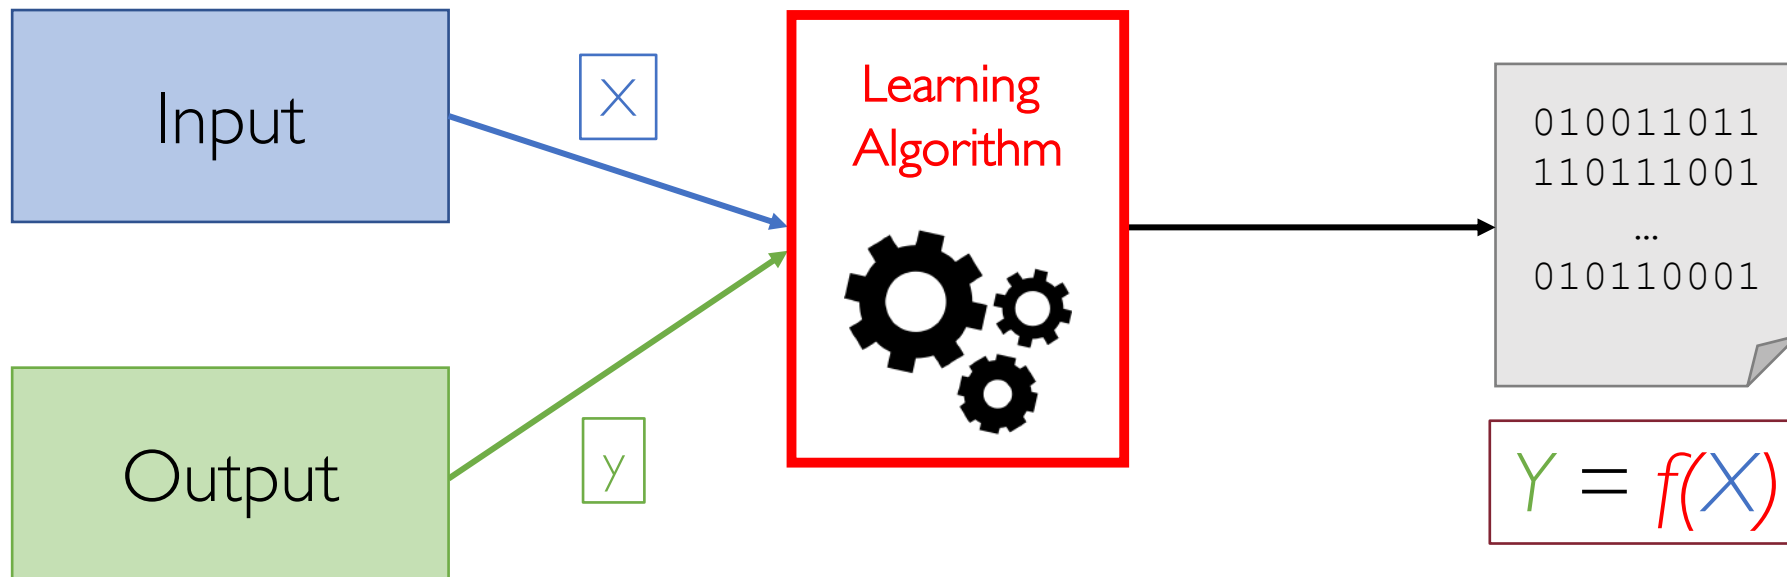 Input
X
Learning
Algorithm
010011011
110111001
...
010110001
Output
y
Y = f(X)